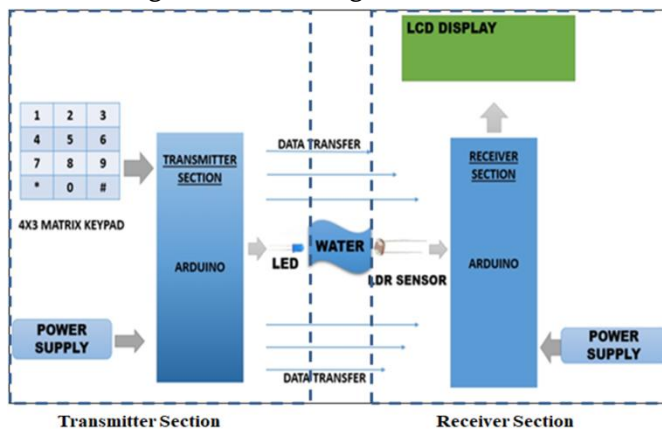 LCD DISPLAY
1 2 3
4 5 6
7 8 9
* 0 #
4X3 MATRIX KEYPAD
TRANSMITTER
SECTION
ARDUINO
DATA TRANSFER
RECEIVER
SECTION
ARDUINO
LED
WATER
LDR SENSOR
POWER
SUPPLY
DATA TRANSFER
POWER
SUPPLY
Transmitter Section
Receiver Section